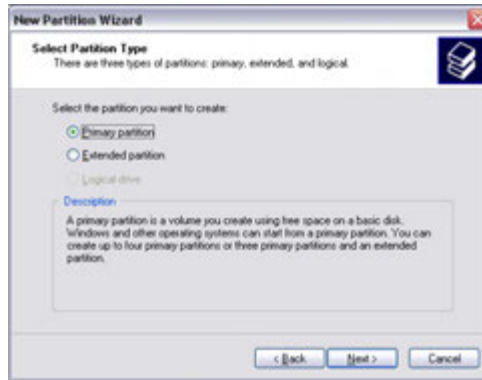 New Partition Wizard
Select Partition Type
There are three types of partitions: primary, extended, and logical.
Select the partition you want to create:
Primary partition
Extended partition
Logical drive
Description
A primary partition is a volume you create using free space on a basic disk.
Windows and other operating systems can start from a primary partition. You can
create up to four primary partitions or three primary partitions and an extended
partition.
< Back
Next >
Cancel